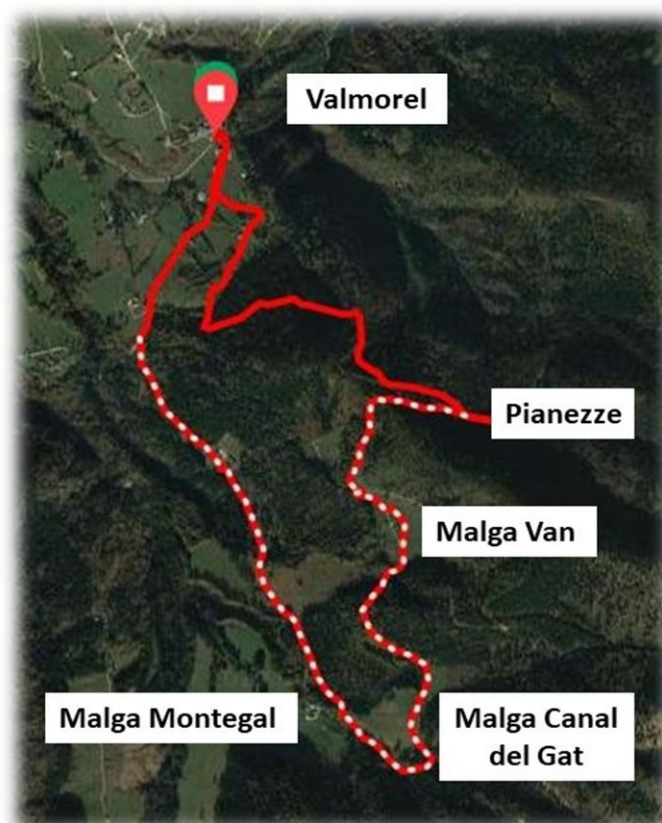 Valmorel
Pianezze
Malga Van
Malga Montegal
Malga Canal
del Gat